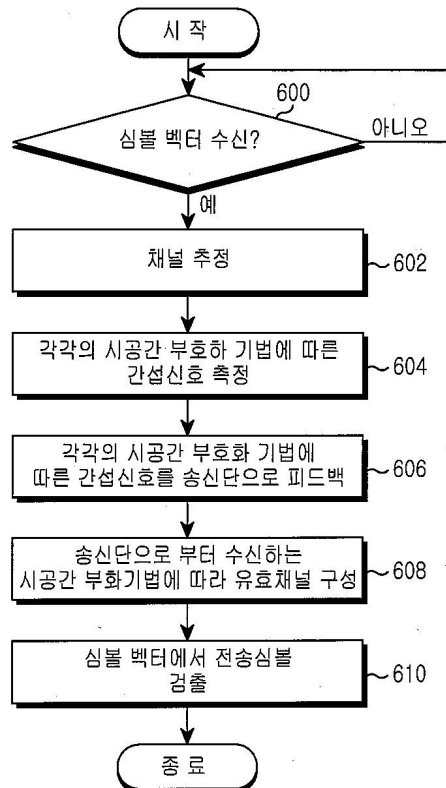 시 작
600
심볼 벡터 수신?
아니오
예
채널 추정
602
각각의 시공간 부호하 기법에 따른
간섭신호 측정
604
각각의 시공간 부호화 기법에
따른 간섭신호를 송신단으로 피드백
606
송신단으로 부터 수신하는
시공간 부화기법에 따라 유효채널 구성
608
심볼 벡터에서 전송심볼
검출
610
종 료